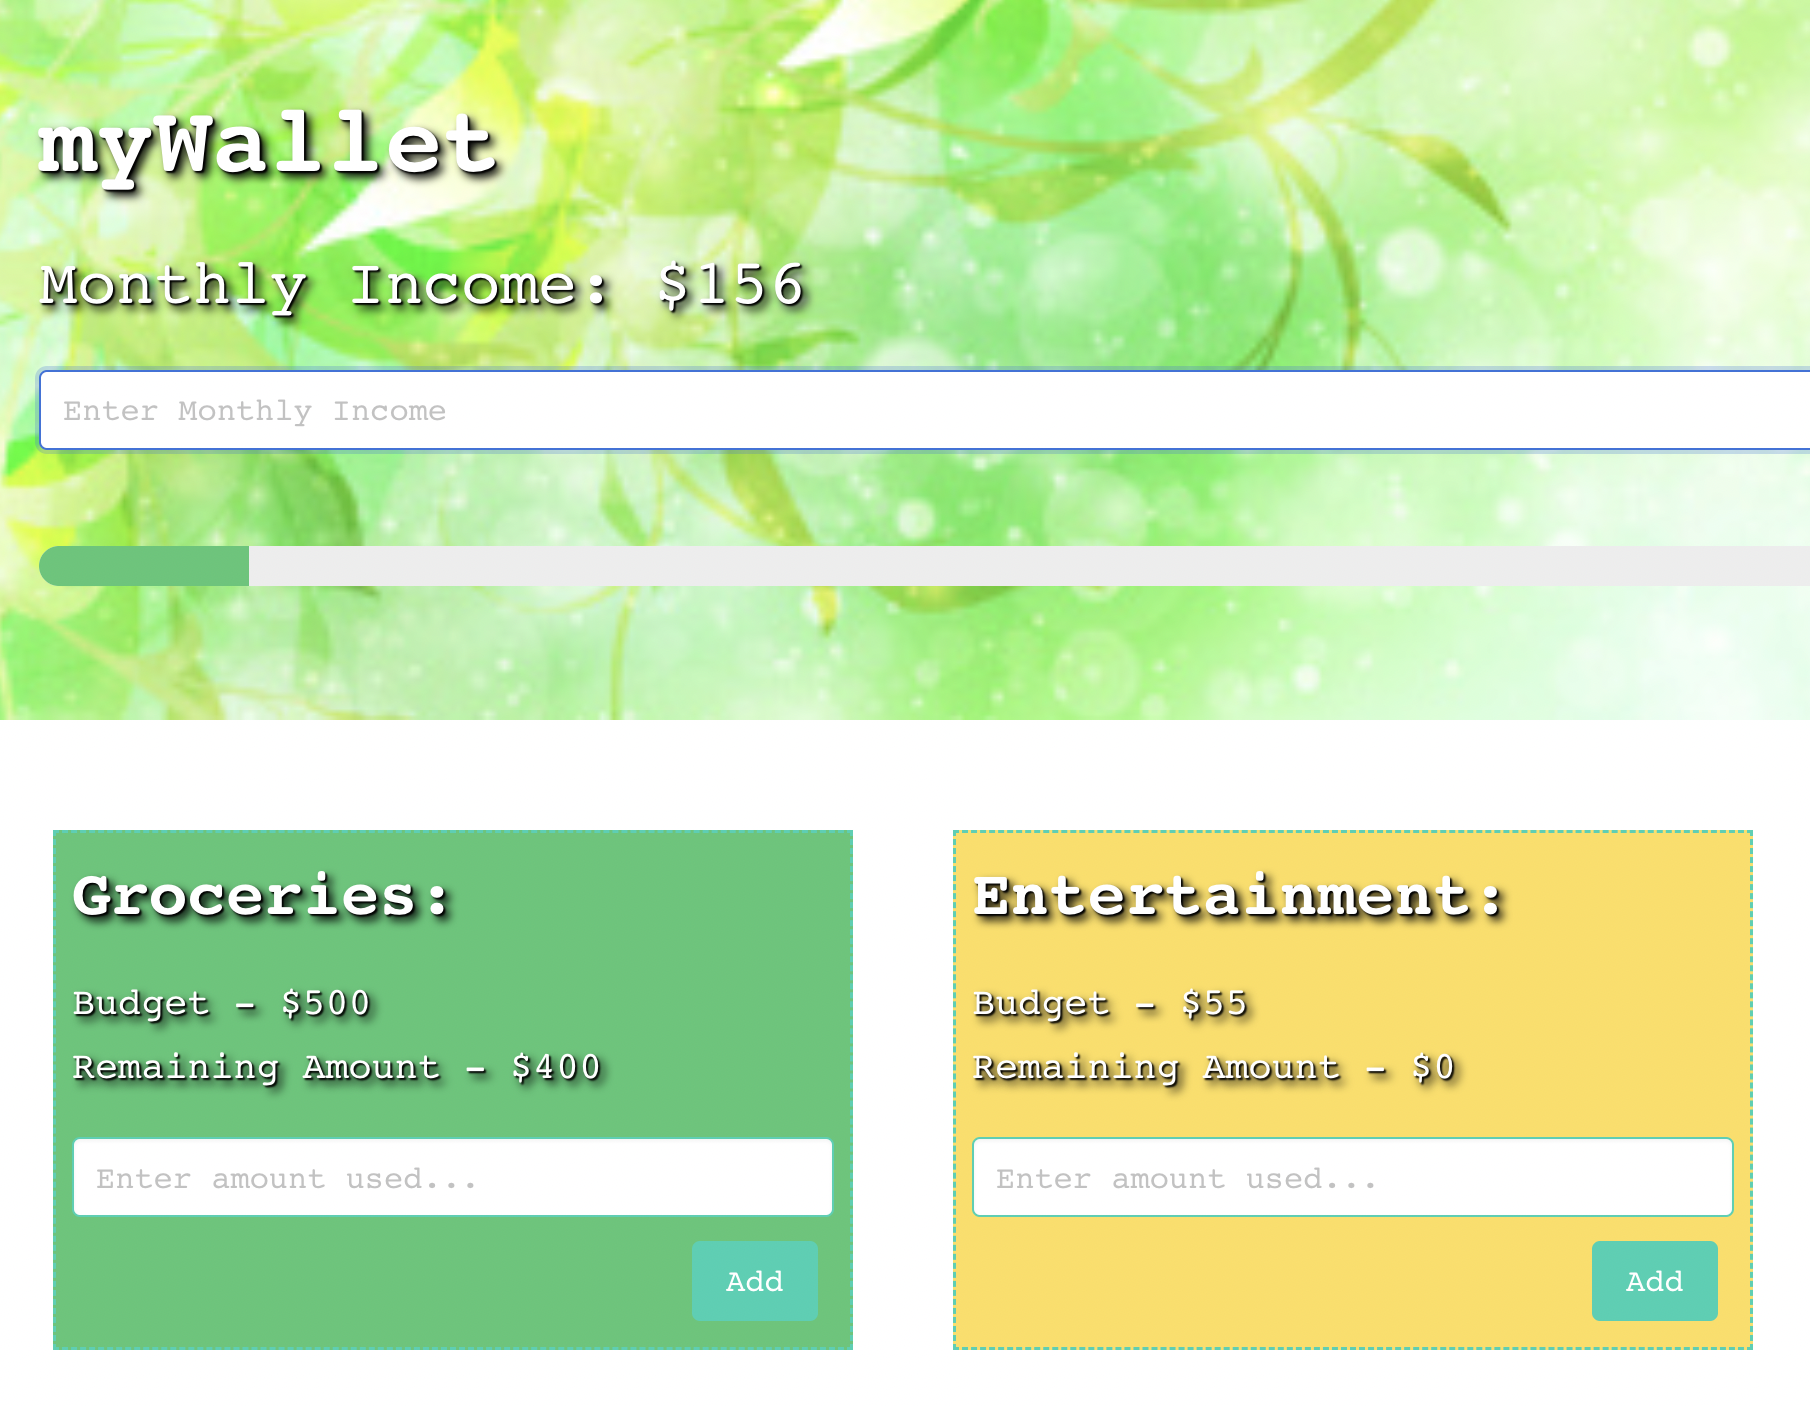 myWallet
Monthly Income: $156
Enter Monthly Income
Groceries:
Budget - $500
Remaining Amount - $400
Enter amount used...
Add
Entertainment:
Budget - $55
Remaining Amount - $0
Enter amount used...
Add